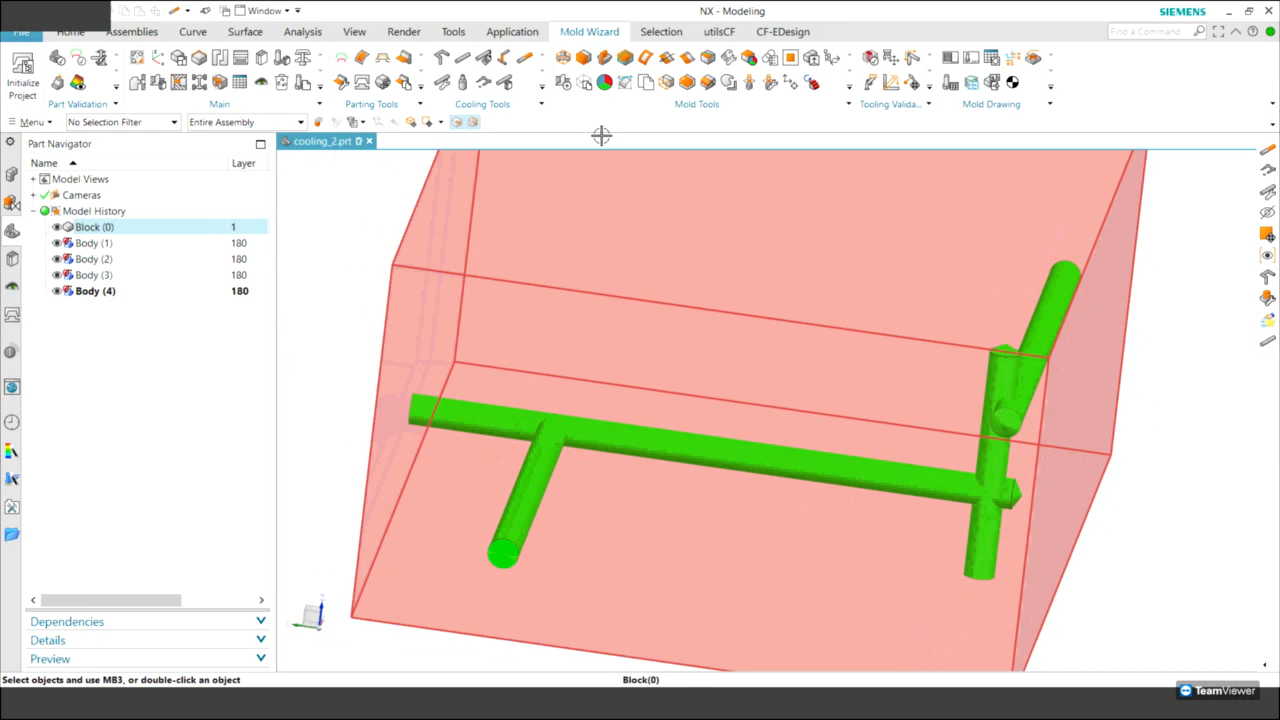 Window
NX - Modeling
SIEMENS
File
Home
Assemblies
Curve
Surface
Analysis
View
Render
Tools
Application
Mold Wizard
Selection
utilsCF
CF-EDesign
Find a Command
Initialize
Project
Part Validation
Main
Parting Tools
Cooling Tools
Mold Tools
Tooling Valida...
Mold Drawing
Menu
No Selection Filter
Entire Assembly
Part Navigator
cooling_2.prt
Name
Layer
Model Views
Cameras
Model History
Block (0) 1
Body (1) 180
Body (2) 180
Body (3) 180
Body (4) 180
Dependencies
Details
Preview
Select objects and use MB3, or double-click an object
Block(0)
TeamViewer